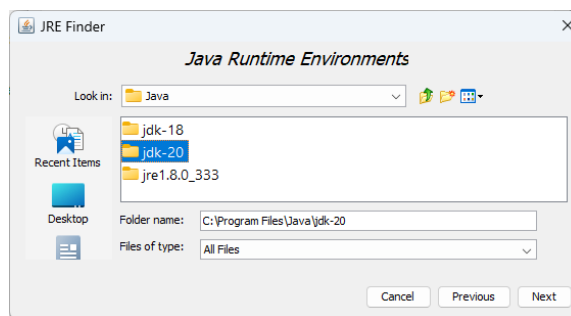 JRE Finder
Java Runtime Environments
Look in: Java
jdk-18
jdk-20
jre1.8.0_333
Recent Items
Desktop
Folder name: C:\Program Files\Java\jdk-20
Files of type: All Files
Cancel Previous Next